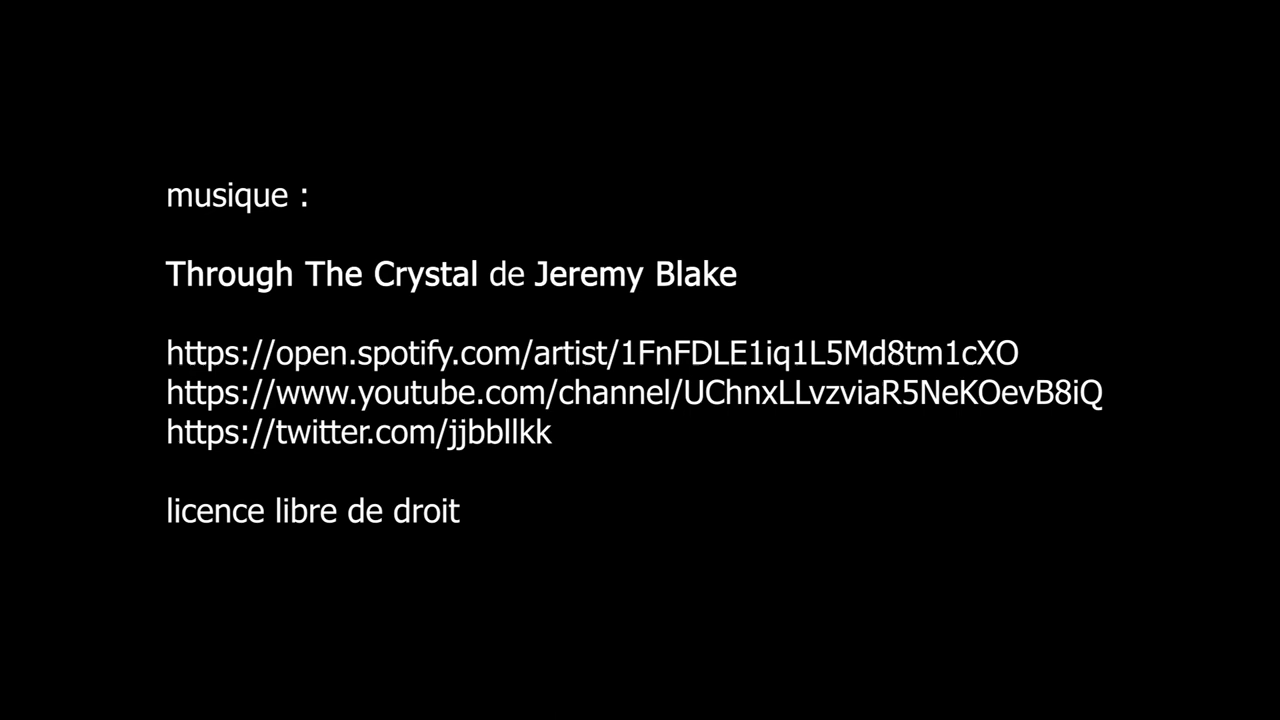 musique :
Through The Crystal de Jeremy Blake
https://open.spotify.com/artist/1FnFDLE1iq1L5Md8tm1cXO
https://www.youtube.com/channel/UChnxLLvzviaR5NeKOevB8iQ
https://twitter.com/jjbbllkk
licence libre de droit